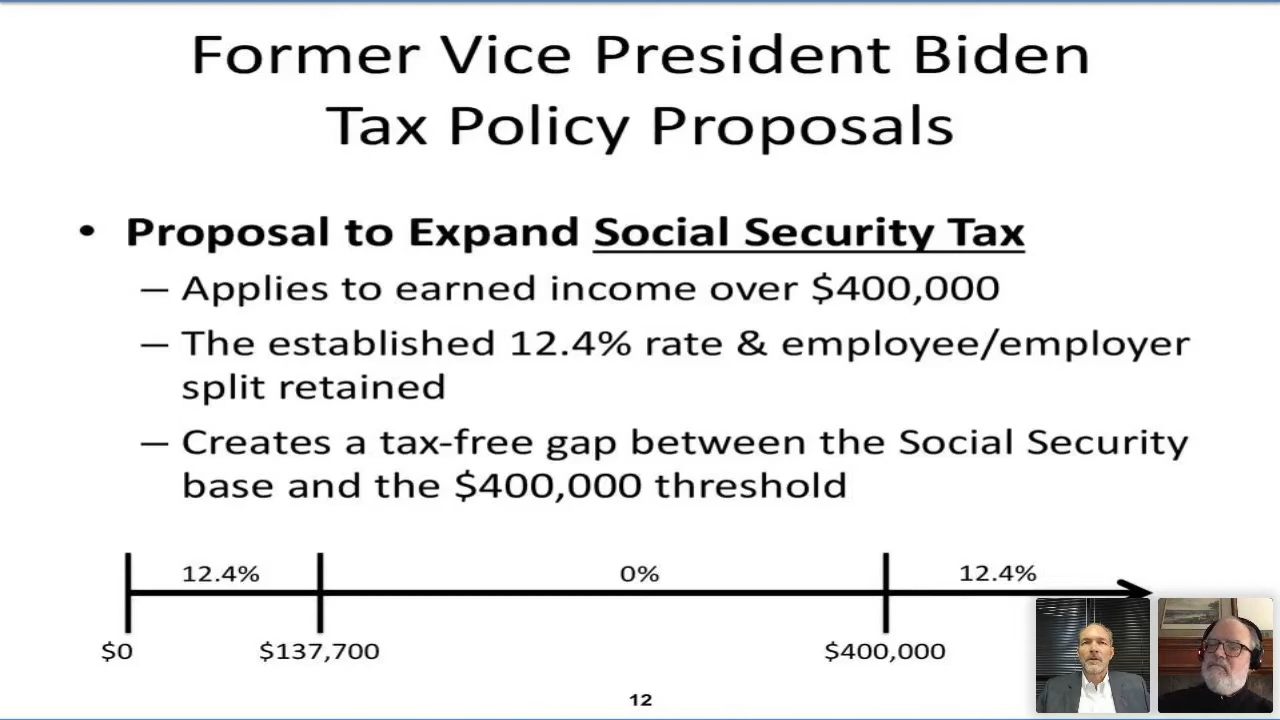 Former Vice President Biden
Tax Policy Proposals
• Proposal to Expand Social Security Tax
– Applies to earned income over $400,000
– The established 12.4% rate & employee/employer
split retained
– Creates a tax-free gap between the Social Security
base and the $400,000 threshold
12.4% 0% 12.4%
$0 $137,700 $400,000
12